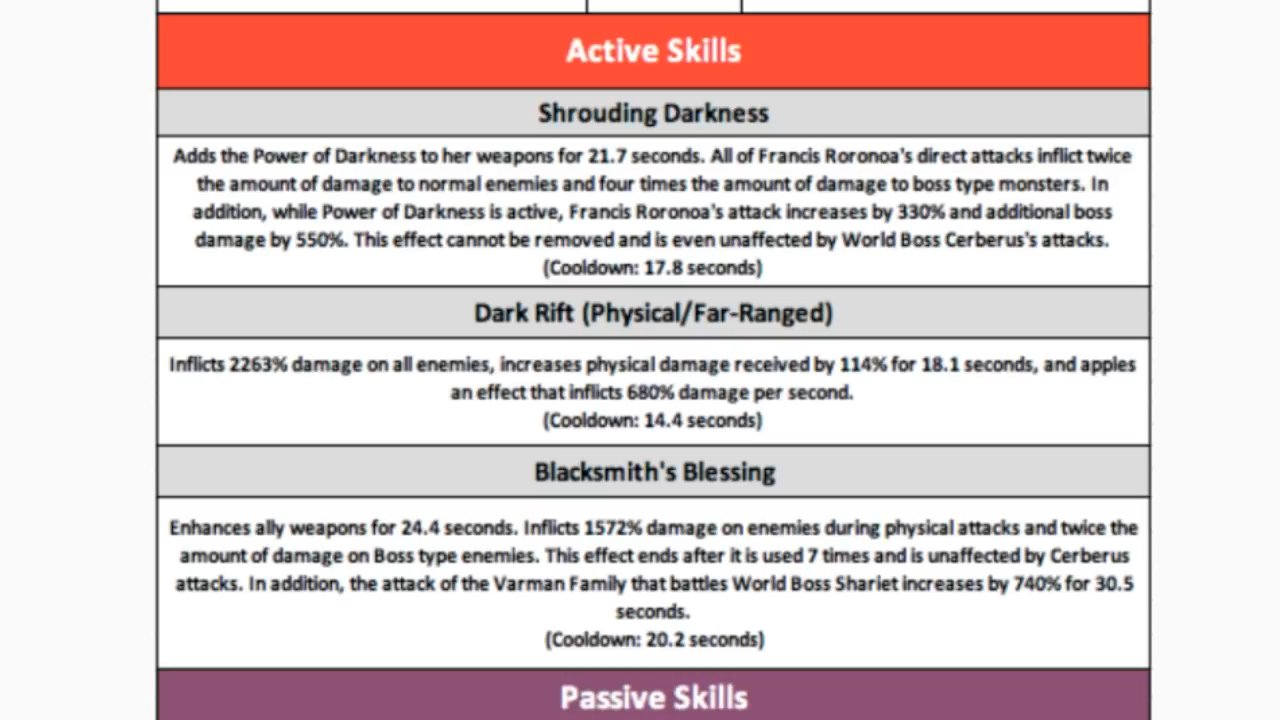 Active Skills
Shrouding Darkness
Adds the Power of Darkness to her weapons for 21.7 seconds. All of Francis Roronoa's direct attacks inflict twice
the amount of damage to normal enemies and four times the amount of damage to boss type monsters. In
addition, while Power of Darkness is active, Francis Roronoa's attack increases by 330% and additional boss
damage by 550%. This effect cannot be removed and is even unaffected by World Boss Cerberus's attacks.
(Cooldown: 17.8 seconds)
Dark Rift (Physical/Far-Ranged)
Inflicts 2263% damage on all enemies, increases physical damage received by 114% for 18.1 seconds, and apples
an effect that inflicts 680% damage per second.
(Cooldown: 14.4 seconds)
Blacksmith's Blessing
Enhances ally weapons for 24.4 seconds. Inflicts 1572% damage on enemies during physical attacks and twice the
amount of damage on Boss type enemies. This effect ends after it is used 7 times and is unaffected by Cerberus
attacks. In addition, the attack of the Varman Family that battles World Boss Shariet increases by 740% for 30.5
seconds.
(Cooldown: 20.2 seconds)
Passive Skills